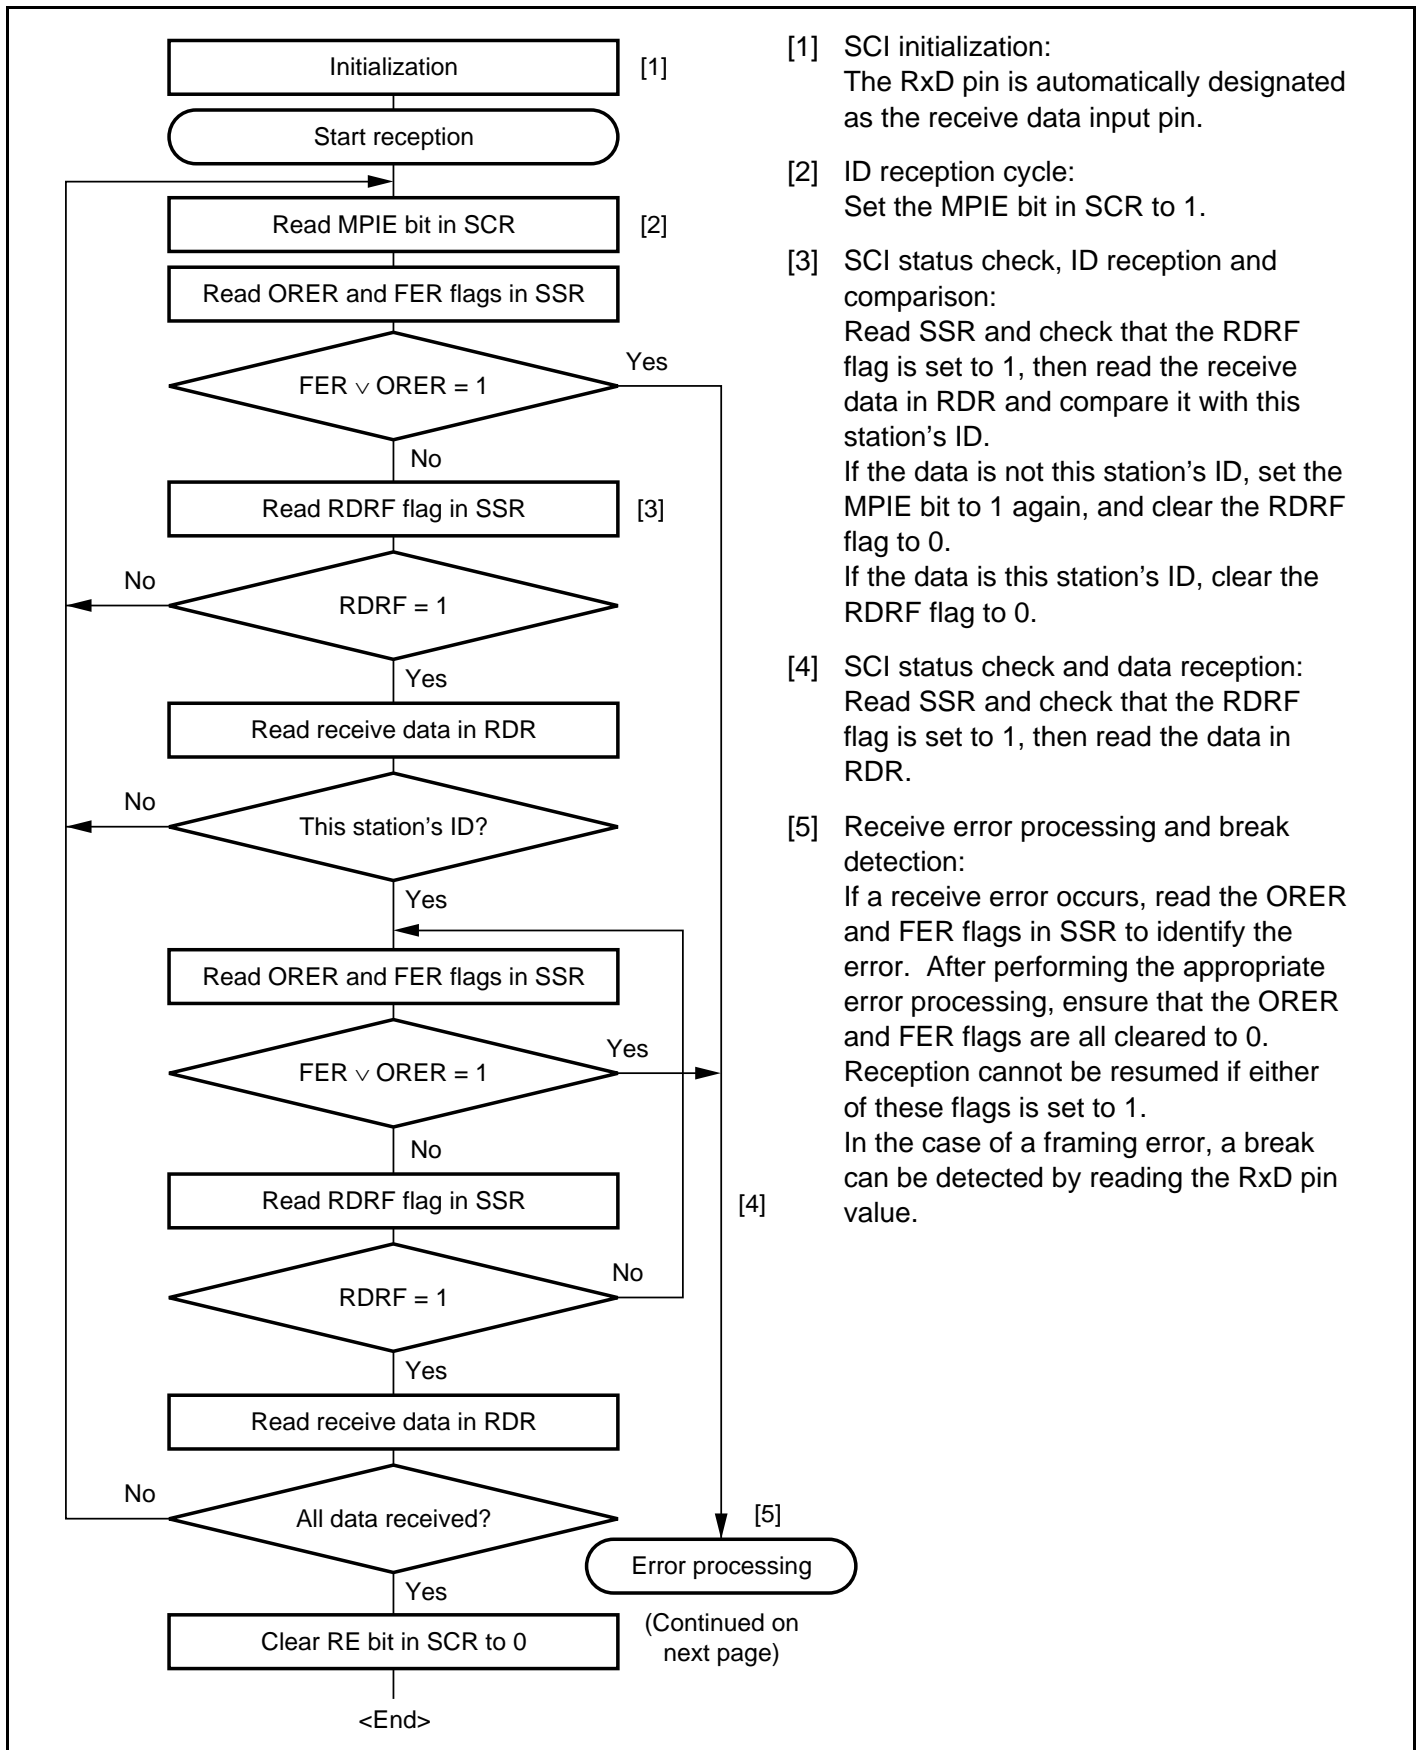 Initialization
[1]
Start reception
Read MPIE bit in SCR
[2]
Read ORER and FER flags in SSR
FER ∨ ORER = 1
Yes
No
Read RDRF flag in SSR
[3]
RDRF = 1
No
Yes
Read receive data in RDR
This station's ID?
No
Yes
Read ORER and FER flags in SSR
FER ∨ ORER = 1
Yes
No
Read RDRF flag in SSR
[4]
RDRF = 1
No
Yes
Read receive data in RDR
All data received?
No
Yes
Clear RE bit in SCR to 0
<End>
[5]
Error processing
(Continued on
next page)
[1] SCI initialization:
The RxD pin is automatically designated
as the receive data input pin.
[2] ID reception cycle:
Set the MPIE bit in SCR to 1.
[3] SCI status check, ID reception and
comparison:
Read SSR and check that the RDRF
flag is set to 1, then read the receive
data in RDR and compare it with this
station's ID.
If the data is not this station's ID, set the
MPIE bit to 1 again, and clear the RDRF
flag to 0.
If the data is this station's ID, clear the
RDRF flag to 0.
[4] SCI status check and data reception:
Read SSR and check that the RDRF
flag is set to 1, then read the data in
RDR.
[5] Receive error processing and break
detection:
If a receive error occurs, read the ORER
and FER flags in SSR to identify the
error. After performing the appropriate
error processing, ensure that the ORER
and FER flags are all cleared to 0.
Reception cannot be resumed if either
of these flags is set to 1.
In the case of a framing error, a break
can be detected by reading the RxD pin
value.